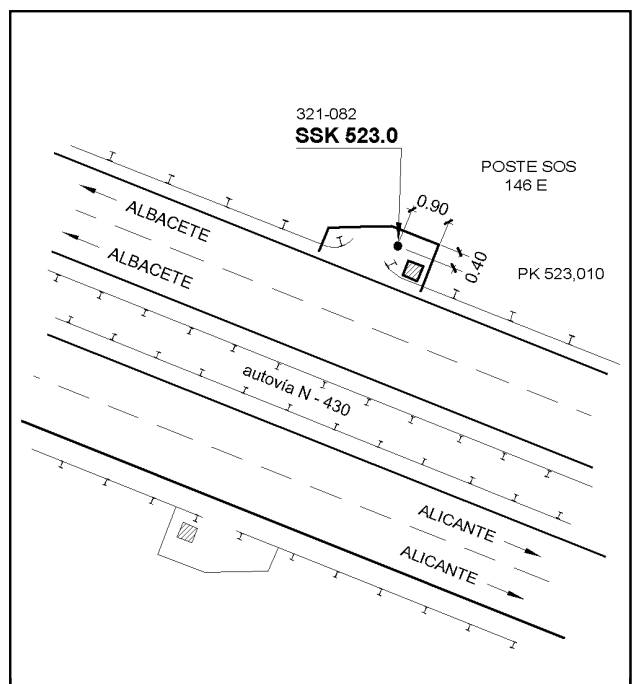 321-082
SSK 523.0
POSTE SOS
146 E
0.90
ALBACETE
ALBACETE
0.40
PK 523,010
autovía N - 430
ALICANTE
ALICANTE